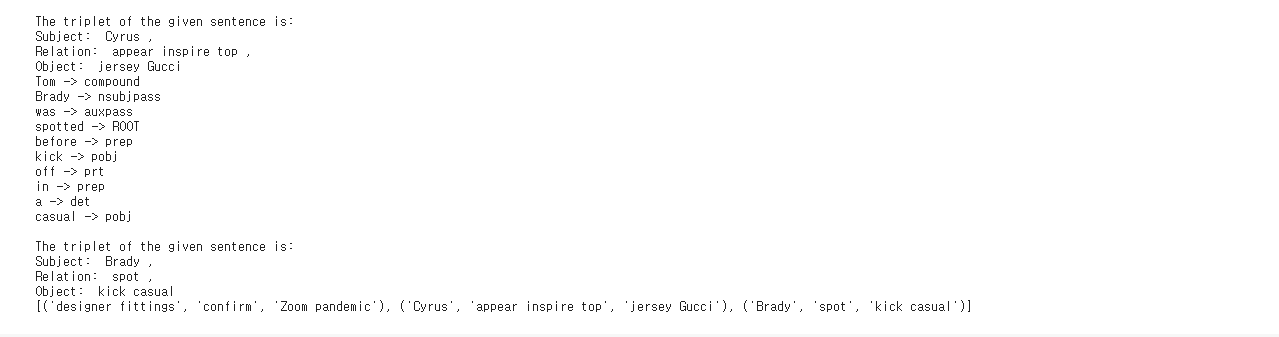 The triplet of the given sentence is:
Subject:  Cyrus ,
Relation:  appear inspire top ,
Object:  jersey Gucci
Tom -> compound
Brady -> nsubjpass
was -> auxpass
spotted -> ROOT
before -> prep
kick -> pobj
off -> prt
in -> prep
a -> det
casual -> pobj
The triplet of the given sentence is:
Subject:  Brady ,
Relation:  spot ,
Object:  kick casual
[('designer fittings', 'confirm', 'Zoom pandemic'), ('Cyrus', 'appear inspire top', 'jersey Gucci'), ('Brady', 'spot', 'kick casual')]